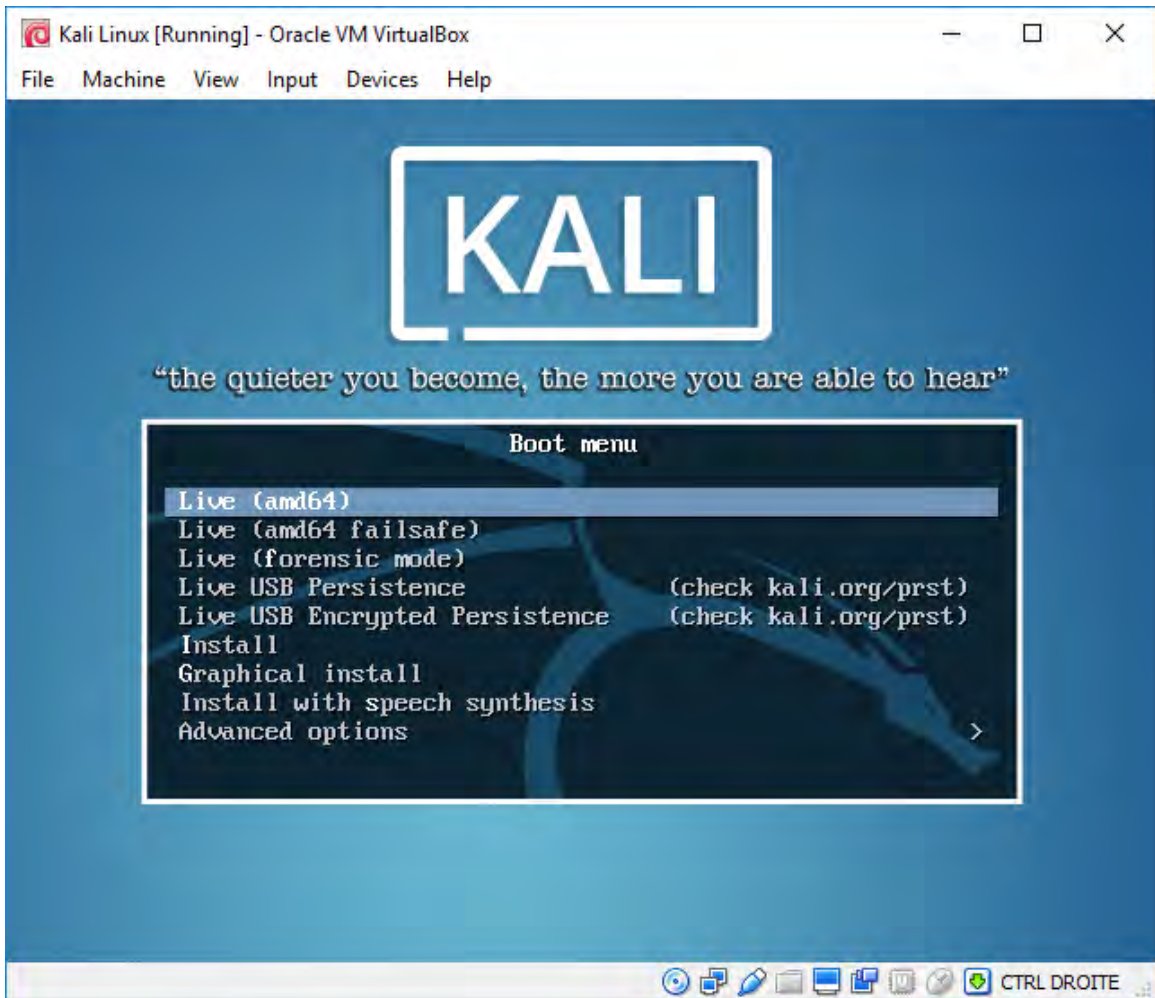 Kali Linux [Running] - Oracle VM VirtualBox
File Machine View Input Devices Help
KALI
“the quieter you become, the more you are able to hear”
Boot menu
Live (amd64)
Live (amd64 failsafe)
Live (forensic mode)
Live USB Persistence (check kali.org/prst)
Live USB Encrypted Persistence (check kali.org/prst)
Install
Graphical install
Install with speech synthesis
Advanced options >
CTRL DROITE